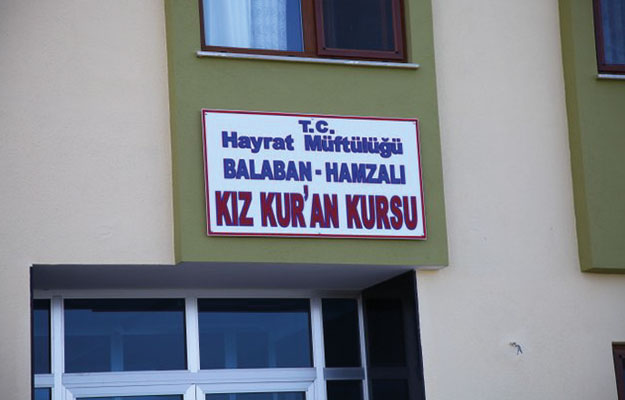 T.C.
Hayrat Müftülüğü
BALABAN - HAMZALI
KIZ KUR'AN KURSU